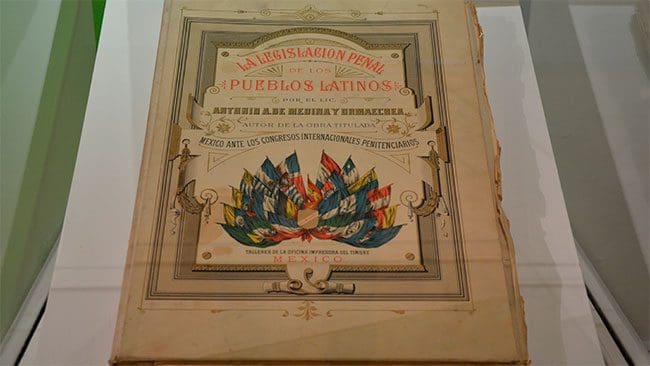 LA LEGISLACION PENAL
DE LOS
PUEBLOS LATINOS
POR EL LIC.
ANTONIO A. DE MEDINA Y ORMAECHEA,
AUTOR DE LA OBRA TITULADA
MEXICO ANTE LOS CONGRESOS INTERNACIONALES PENITENCIARIOS
TALLERES DE LA OFICINA IMPRESORA DEL TIMBRE
MEXICO